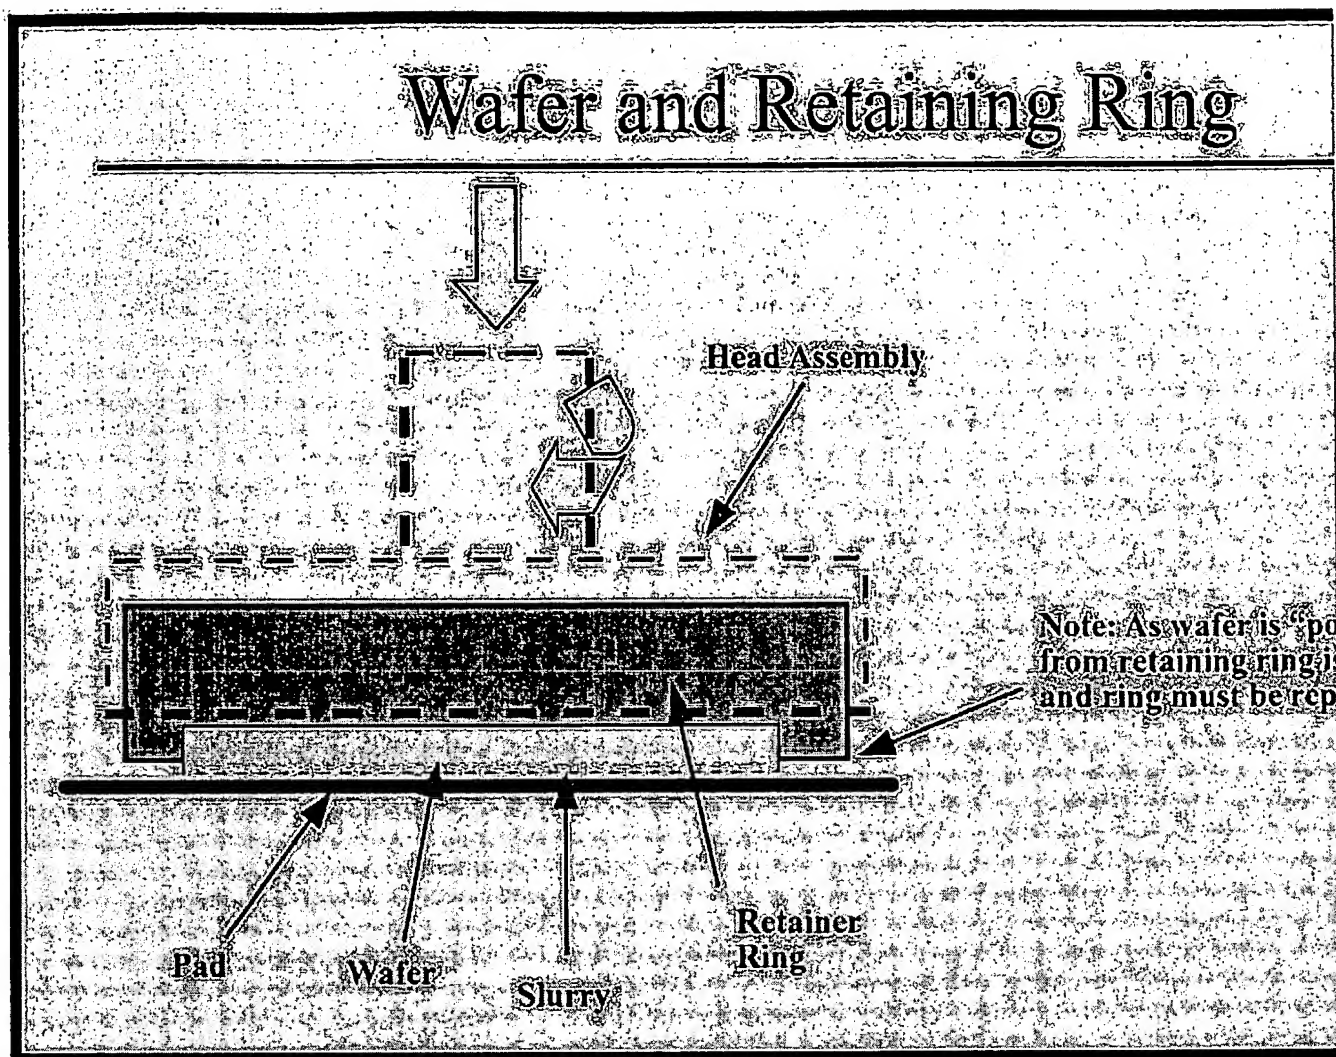 Wafer and Retaining Ring
Head Assembly
Note: As wafer is “po
from retaining ring i
and ring must be rep
Retainer
Ring
Pad
Wafer
Slurry